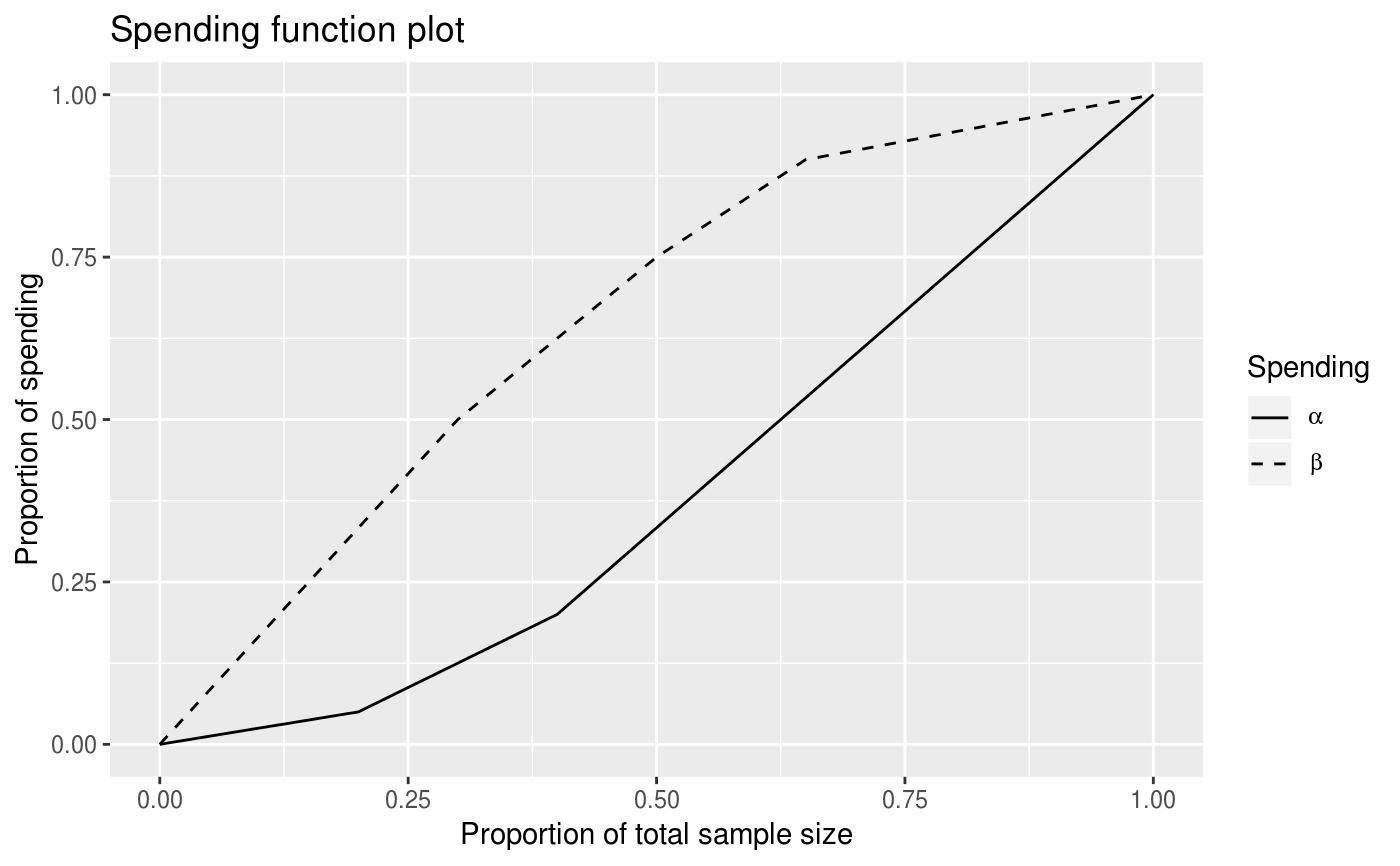 Spending function plot
1.00
0.75
0.50
0.25
0.00
Proportion of spending
0.00 0.25 0.50 0.75 1.00
Proportion of total sample size
Spending
α
β